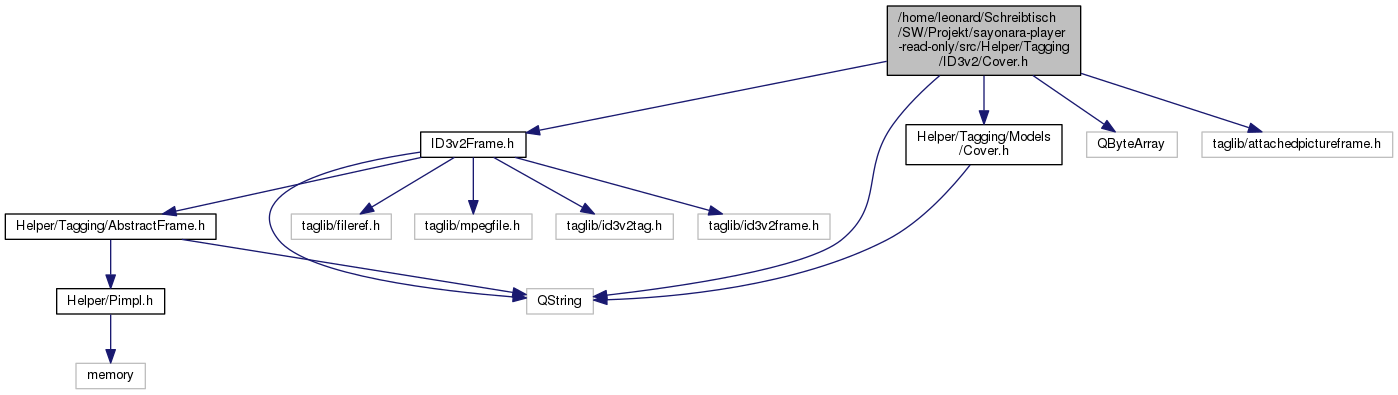 /home/leonard/Schreibtisch
/SW/Projekt/sayonara-player
-read-only/src/Helper/Tagging
/ID3v2/Cover.h
ID3v2Frame.h
Helper/Tagging/Models
/Cover.h
QByteArray
taglib/attachedpictureframe.h
Helper/Tagging/AbstractFrame.h
taglib/fileref.h
taglib/mpegfile.h
taglib/id3v2tag.h
taglib/id3v2frame.h
Helper/Pimpl.h
QString
memory